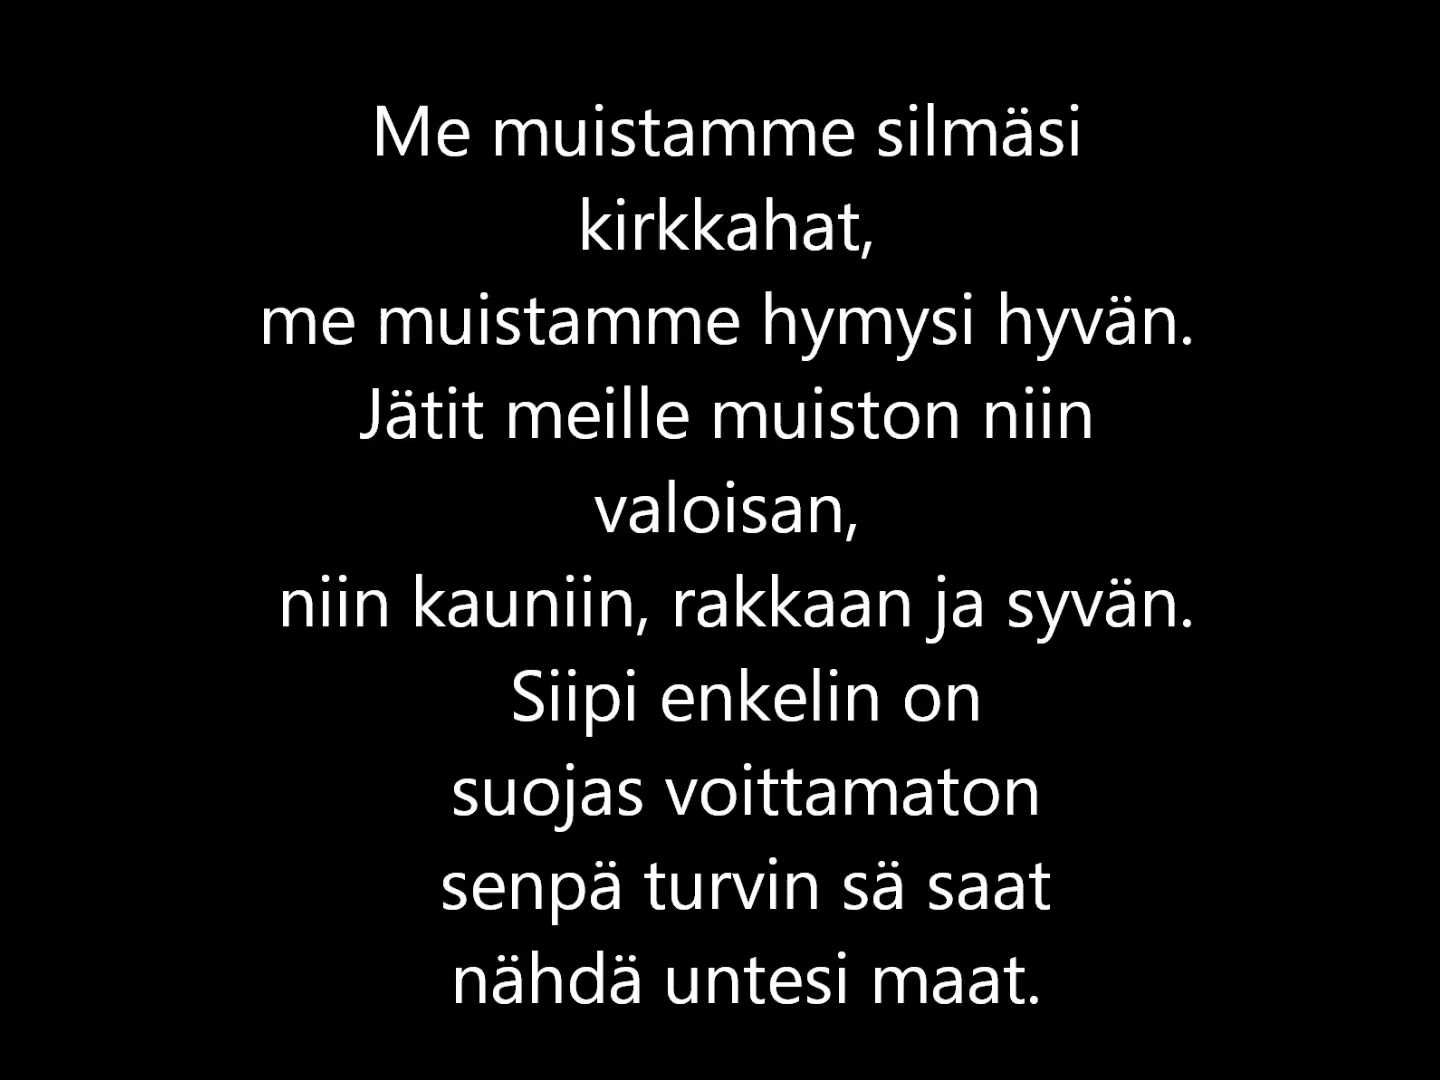 Me muistamme silmäsi
kirkkahat,
me muistamme hymysi hyvän.
Jätit meille muiston niin
valoisan,
niin kauniin, rakkaan ja syvän.
Siipi enkelin on
suojas voittamaton
senpä turvin sä saat
nähdä untesi maat.